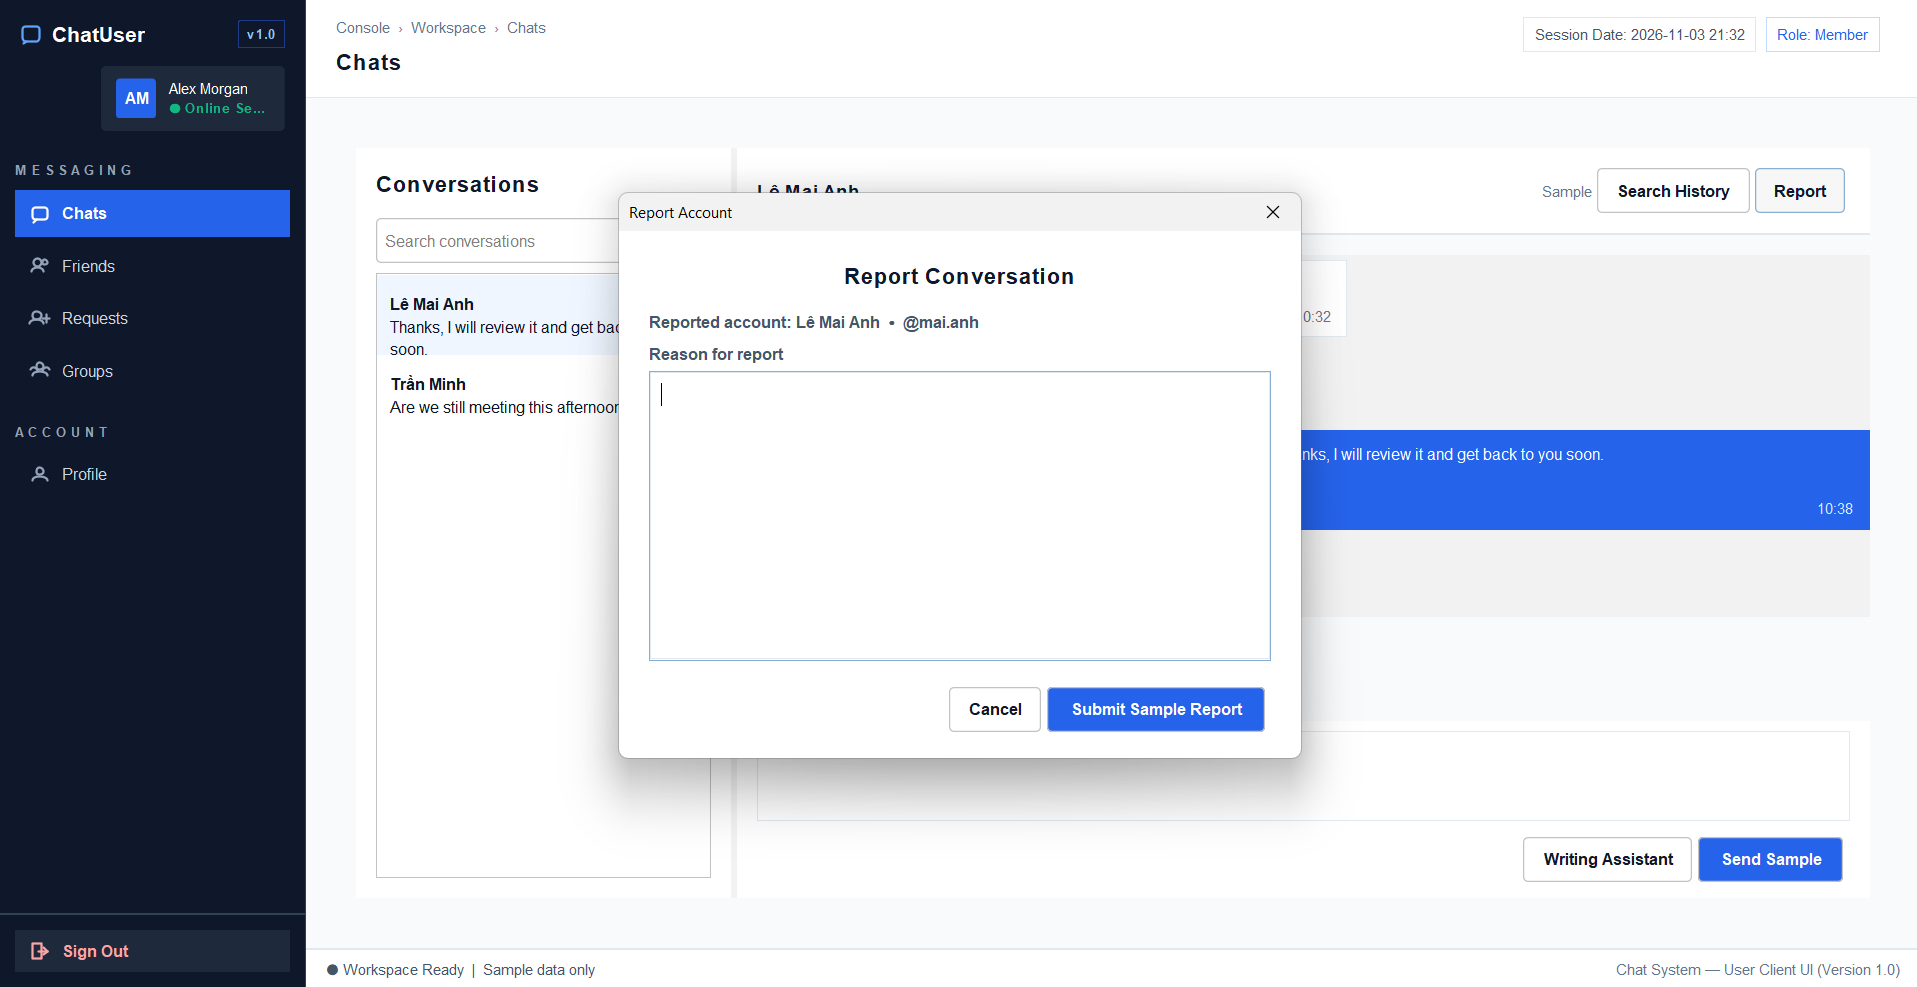 ChatUser
v1.0
AM
Alex Morgan
Online Se...
MESSAGING
Chats
Friends
Requests
Groups
ACCOUNT
Profile
Sign Out
Console › Workspace › Chats
Chats
Session Date: 2026-11-03 21:32
Role: Member
Conversations
Search conversations
Lê Mai Anh
Thanks, I will review it and get bac
soon.
Trần Minh
Are we still meeting this afternoon
Lê Mai Anh
Sample
Search History
Report
0:32
nks, I will review it and get back to you soon.
10:38
Report Account
Report Conversation
Reported account: Lê Mai Anh • @mai.anh
Reason for report
Cancel
Submit Sample Report
Writing Assistant
Send Sample
Workspace Ready | Sample data only
Chat System — User Client UI (Version 1.0)